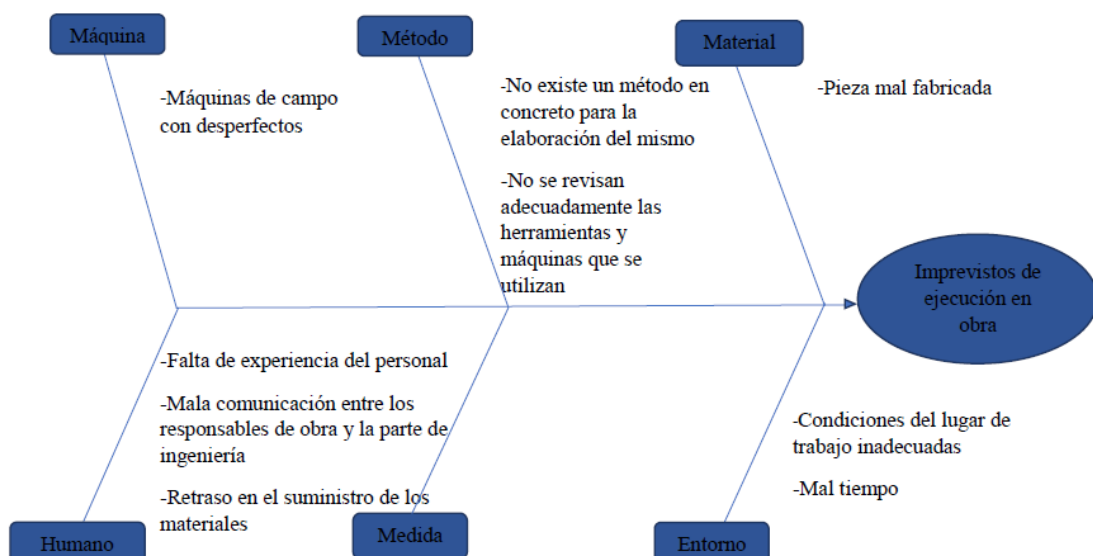 Máquina
Método
Material
-Máquinas de campo
con desperfectos
-No existe un método en
concreto para la
elaboración del mismo
-No se revisan
adecuadamente las
herramientas y
máquinas que se
utilizan
-Pieza mal fabricada
Imprevistos de
ejecución en
obra
-Falta de experiencia del personal
-Mala comunicación entre los
responsables de obra y la parte de
ingeniería
-Retraso en el suministro de los
materiales
-Condiciones del lugar de
trabajo inadecuadas
-Mal tiempo
Humano
Medida
Entorno